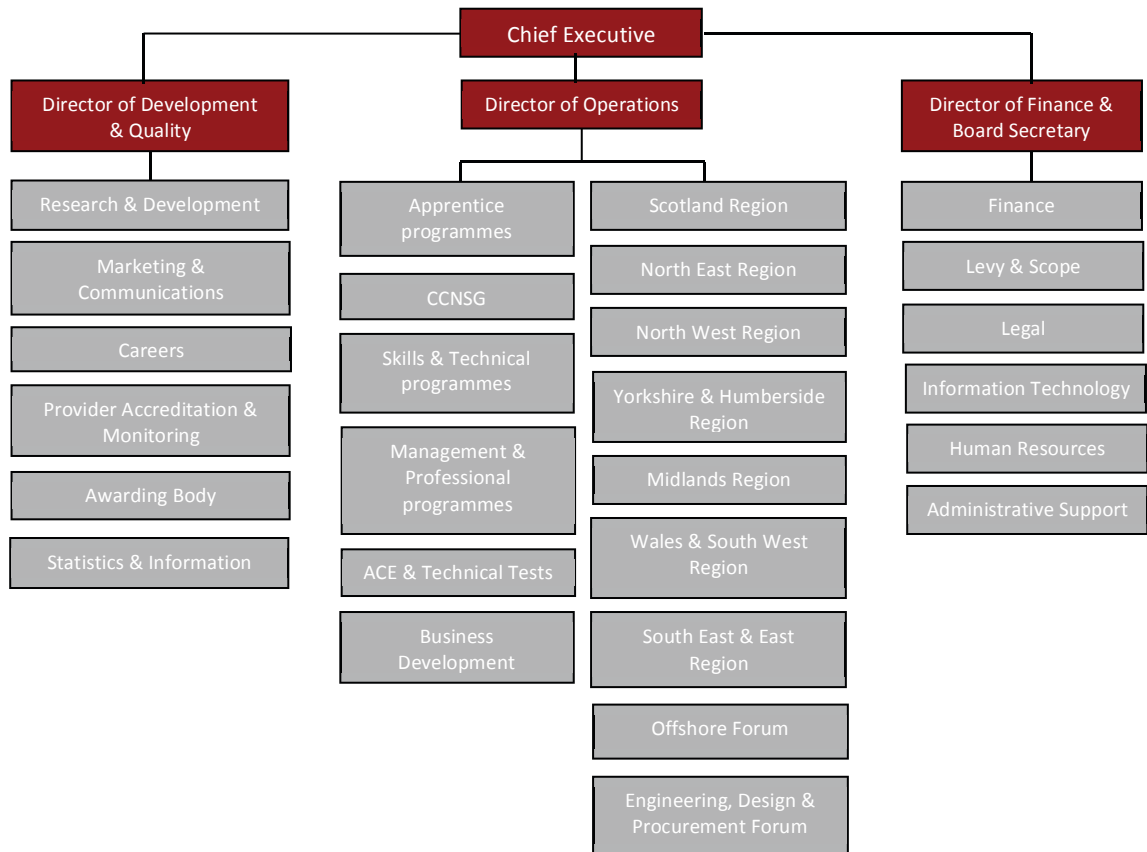 Chief Executive
Director of Development
& Quality
Director of Operations
Director of Finance &
Board Secretary
Research & Development
Marketing &
Communications
Careers
Provider Accreditation &
Monitoring
Awarding Body
Statistics & Information
Apprentice
programmes
CCNSG
Skills & Technical
programmes
Management &
Professional
programmes
ACE & Technical Tests
Business
Development
Scotland Region
North East Region
North West Region
Yorkshire & Humberside
Region
Midlands Region
Wales & South West
Region
South East & East
Region
Offshore Forum
Engineering, Design &
Procurement Forum
Finance
Levy & Scope
Legal
Information Technology
Human Resources
Administrative Support